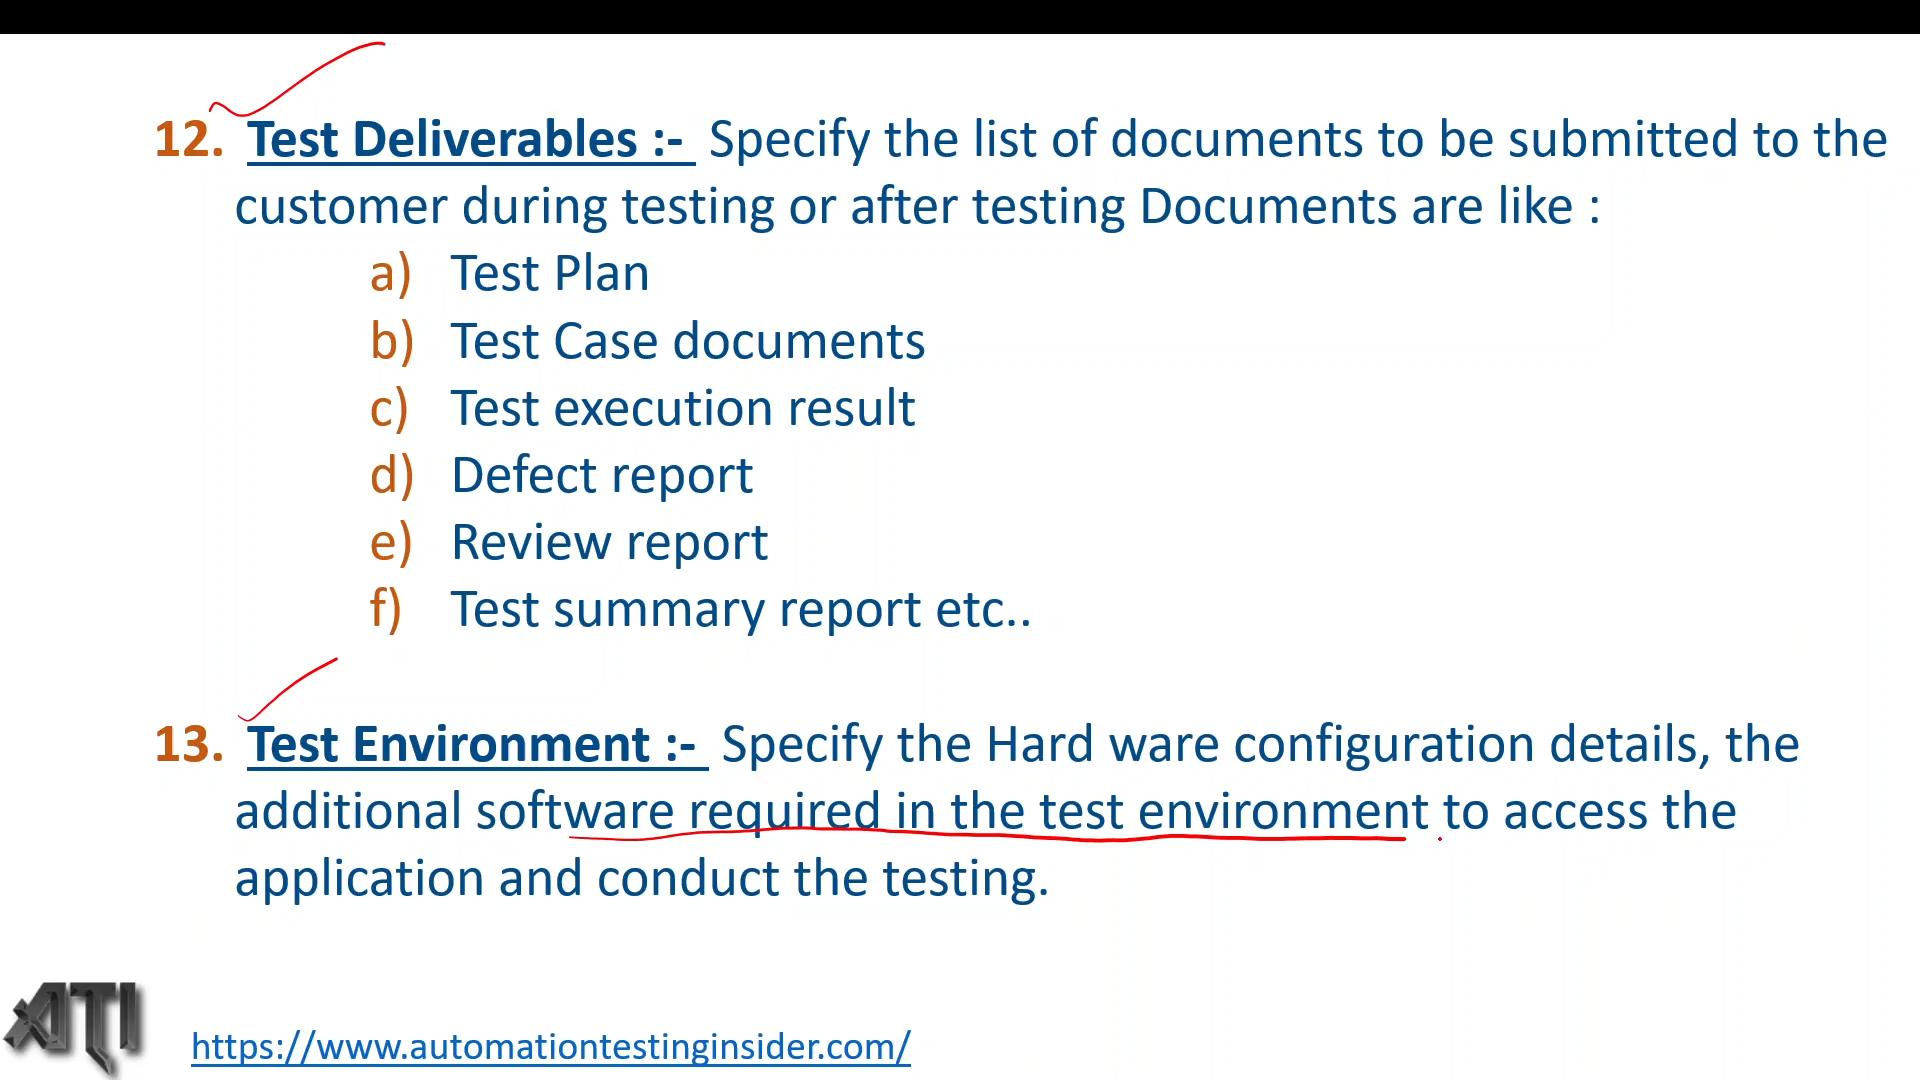 12. Test Deliverables :- Specify the list of documents to be submitted to the
customer during testing or after testing Documents are like :
a) Test Plan
b) Test Case documents
c) Test execution result
d) Defect report
e) Review report
f) Test summary report etc..
13. Test Environment :- Specify the Hard ware configuration details, the
additional software required in the test environment to access the
application and conduct the testing.
ATI
https://www.automationtestinginsider.com/